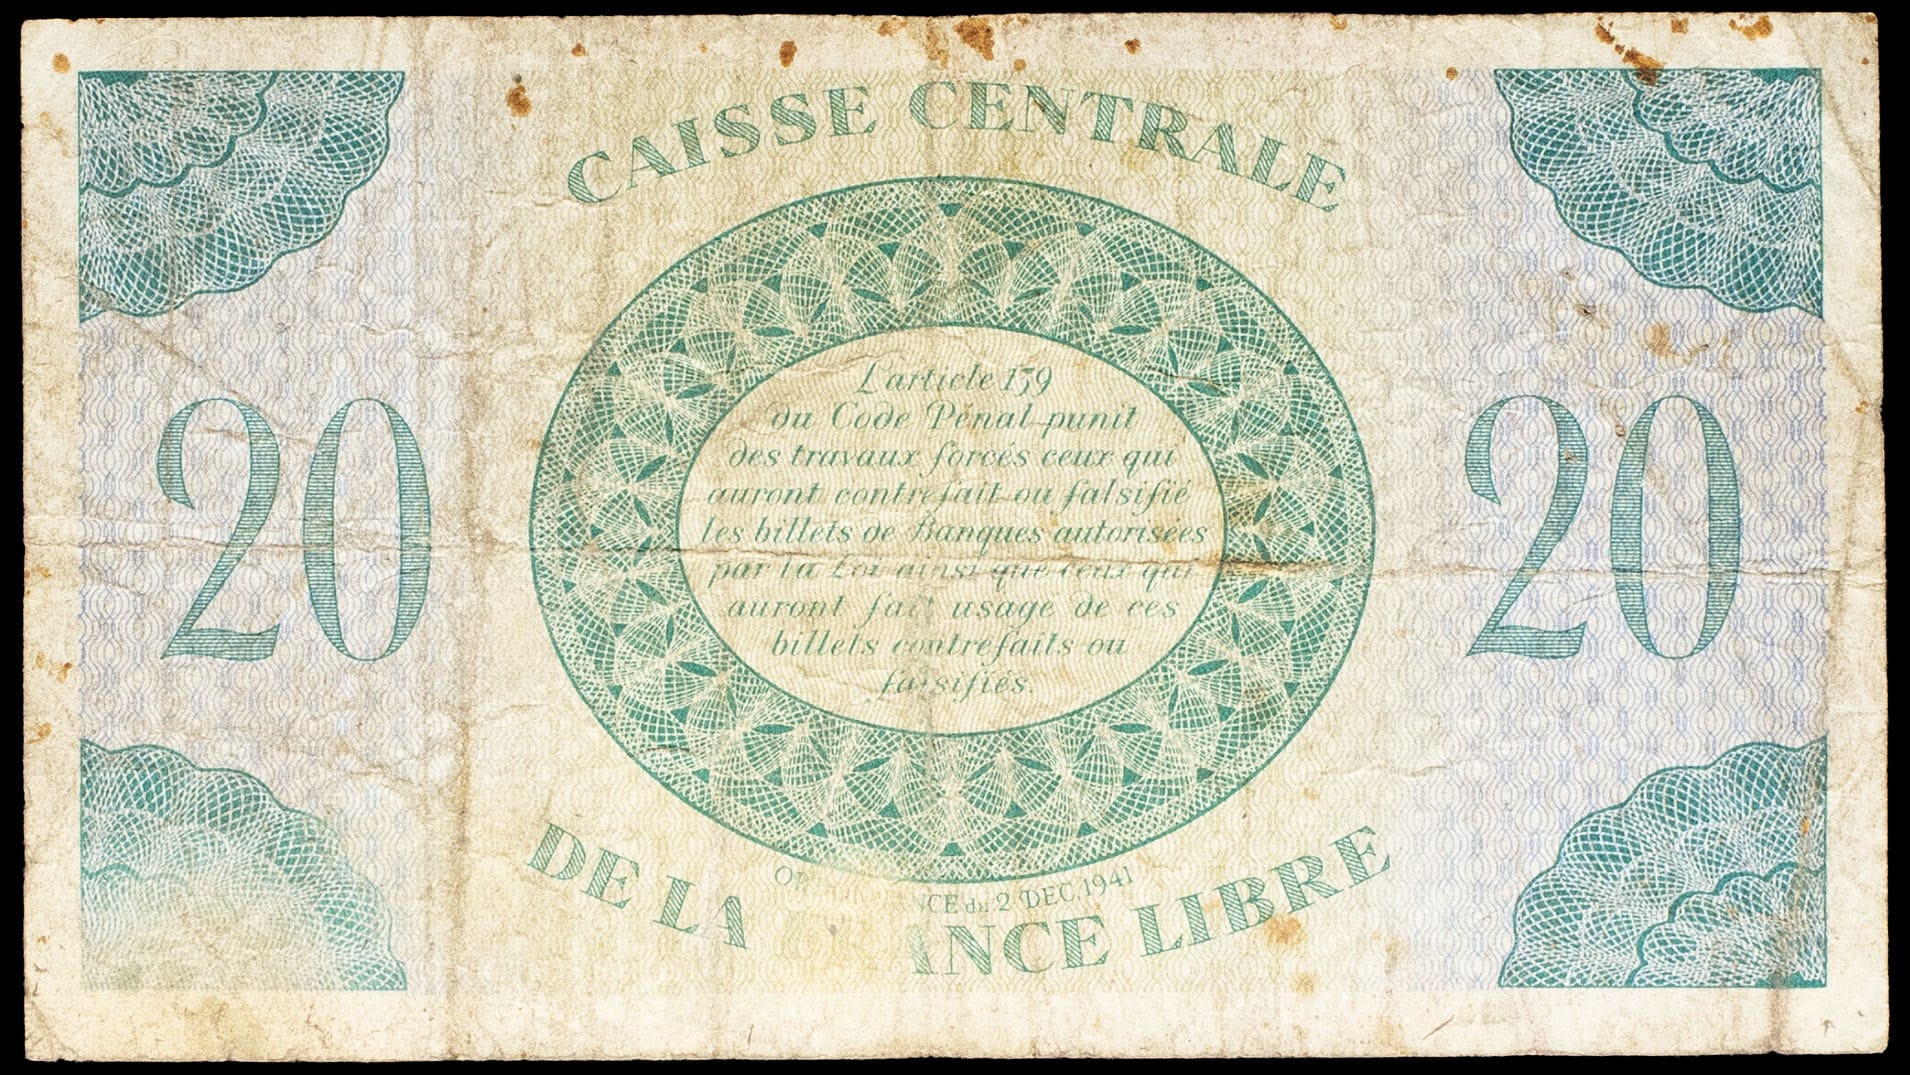 CAISSE CENTRALE
L'article 139
du Code Pénal punit
des travaux forcés ceux qui
auront contrefait ou falsifié
les billets de Banques autorisées
par la Loi ainsi que ceux qui
auront fait usage de ces
billets contrefaits ou
falsifiés.
20
20
du 2 DEC. 1941
DE LA LIBRE